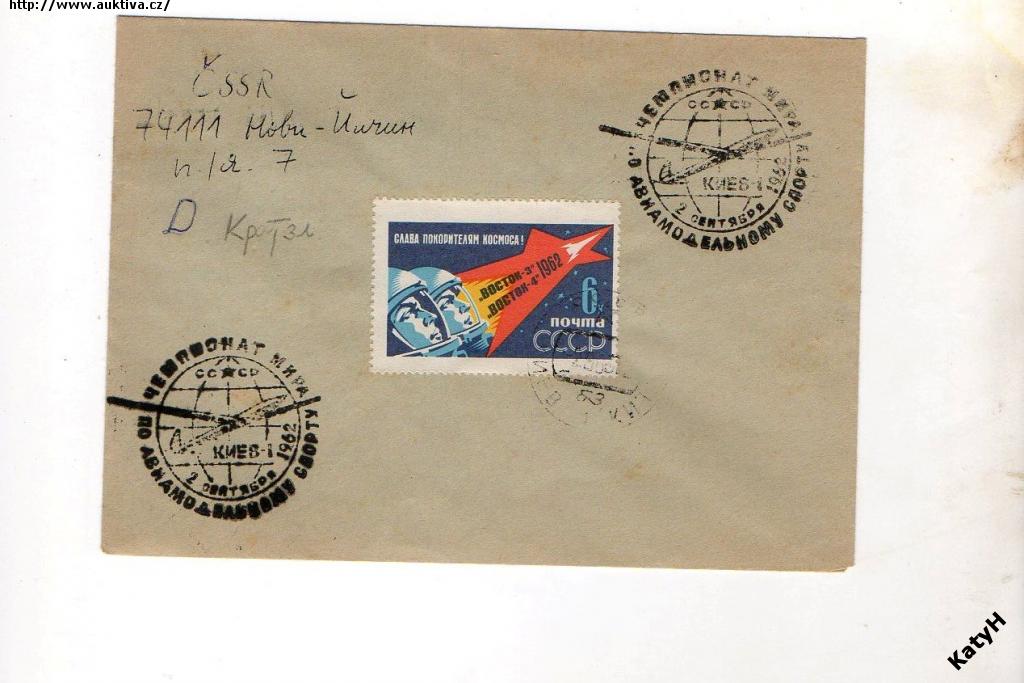 http://www.auktiva.cz/
ČSSR
74111 Нови-Йичин
п/я. 7
D
ЧЕМПИОНАТ МИРА
ПО АВИАМОДЕЛЬНОМУ СПОРТУ
СССР
КИЕВ-1
2 СЕНТЯБРЯ 1962
СЛАВА ПОКОРИТЕЛЯМ КОСМОСА!
„ВОСТОК-3"
„ВОСТОК-4" 1962
6 к
почта
СССР
ЧЕМПИОНАТ МИРА
ПО АВИАМОДЕЛЬНОМУ СПОРТУ
СССР
КИЕВ-1
2 СЕНТЯБРЯ 1962
KatyH